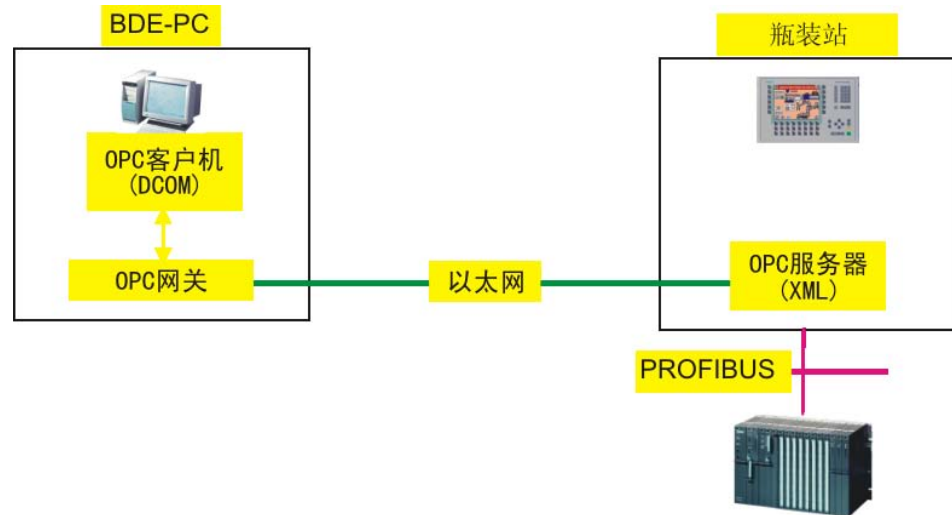 BDE-PC
瓶装站
OPC客户机
(DCOM)
OPC网关
以太网
OPC服务器
(XML)
PROFIBUS